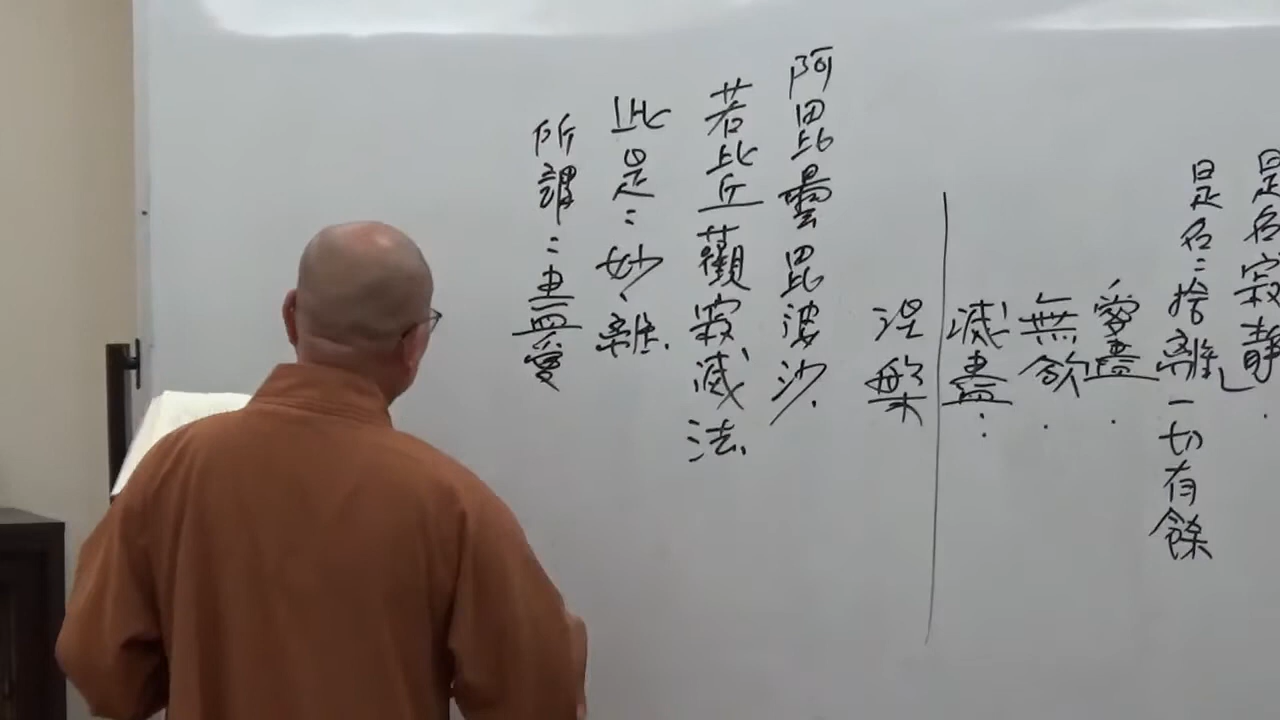 是名寂靜．
是名：捨離一切有餘
愛盡．
無欲．
滅盡：
涅槃
阿毘曇毘婆沙．
若比丘觀寂滅法、
此是：妙、離．
所謂：盡愛